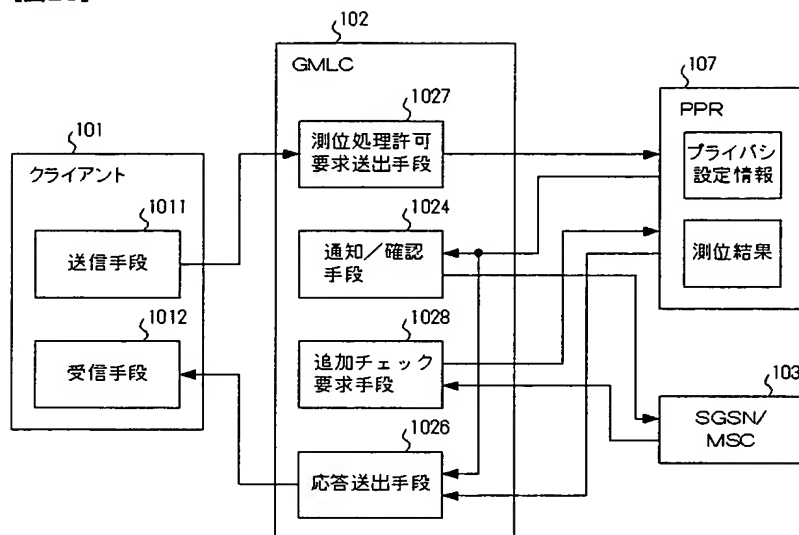 102
GMLC
107
PPR
1027
測位処理許可
要求送出手段
プライバシ
設定情報
101
クライアント
1011
送信手段
1024
通知/確認
手段
測位結果
1012
受信手段
1028
追加チェック
要求手段
103
SGSN/
MSC
1026
応答送出手段